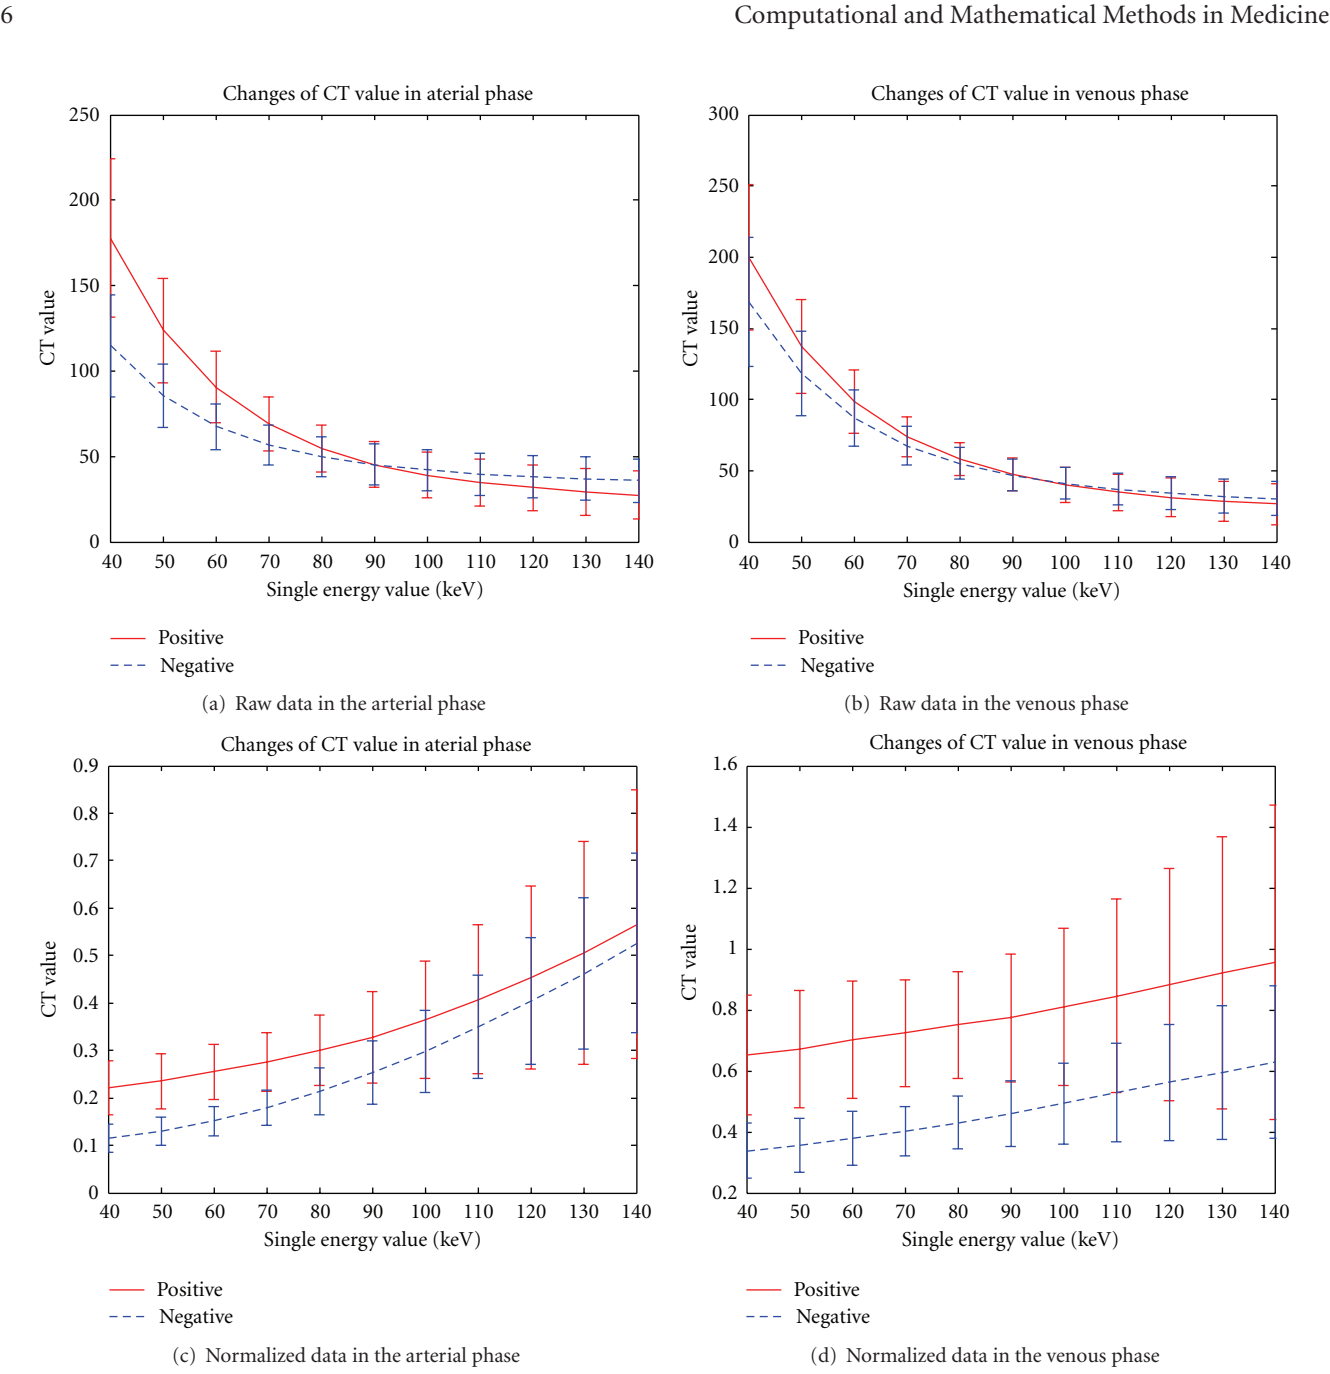 6
Computational and Mathematical Methods in Medicine
Changes of CT value in aterial phase
250
200
150
100
50
0
CT value
40 50 60 70 80 90 100 110 120 130 140
Single energy value (keV)
Positive
Negative
(a) Raw data in the arterial phase
Changes of CT value in venous phase
300
250
200
150
100
50
0
CT value
40 50 60 70 80 90 100 110 120 130 140
Single energy value (keV)
Positive
Negative
(b) Raw data in the venous phase
Changes of CT value in aterial phase
0.9
0.8
0.7
0.6
0.5
0.4
0.3
0.2
0.1
0
CT value
40 50 60 70 80 90 100 110 120 130 140
Single energy value (keV)
Positive
Negative
(c) Normalized data in the arterial phase
Changes of CT value in venous phase
1.6
1.4
1.2
1
0.8
0.6
0.4
0.2
CT value
40 50 60 70 80 90 100 110 120 130 140
Single energy value (keV)
Positive
Negative
(d) Normalized data in the venous phase